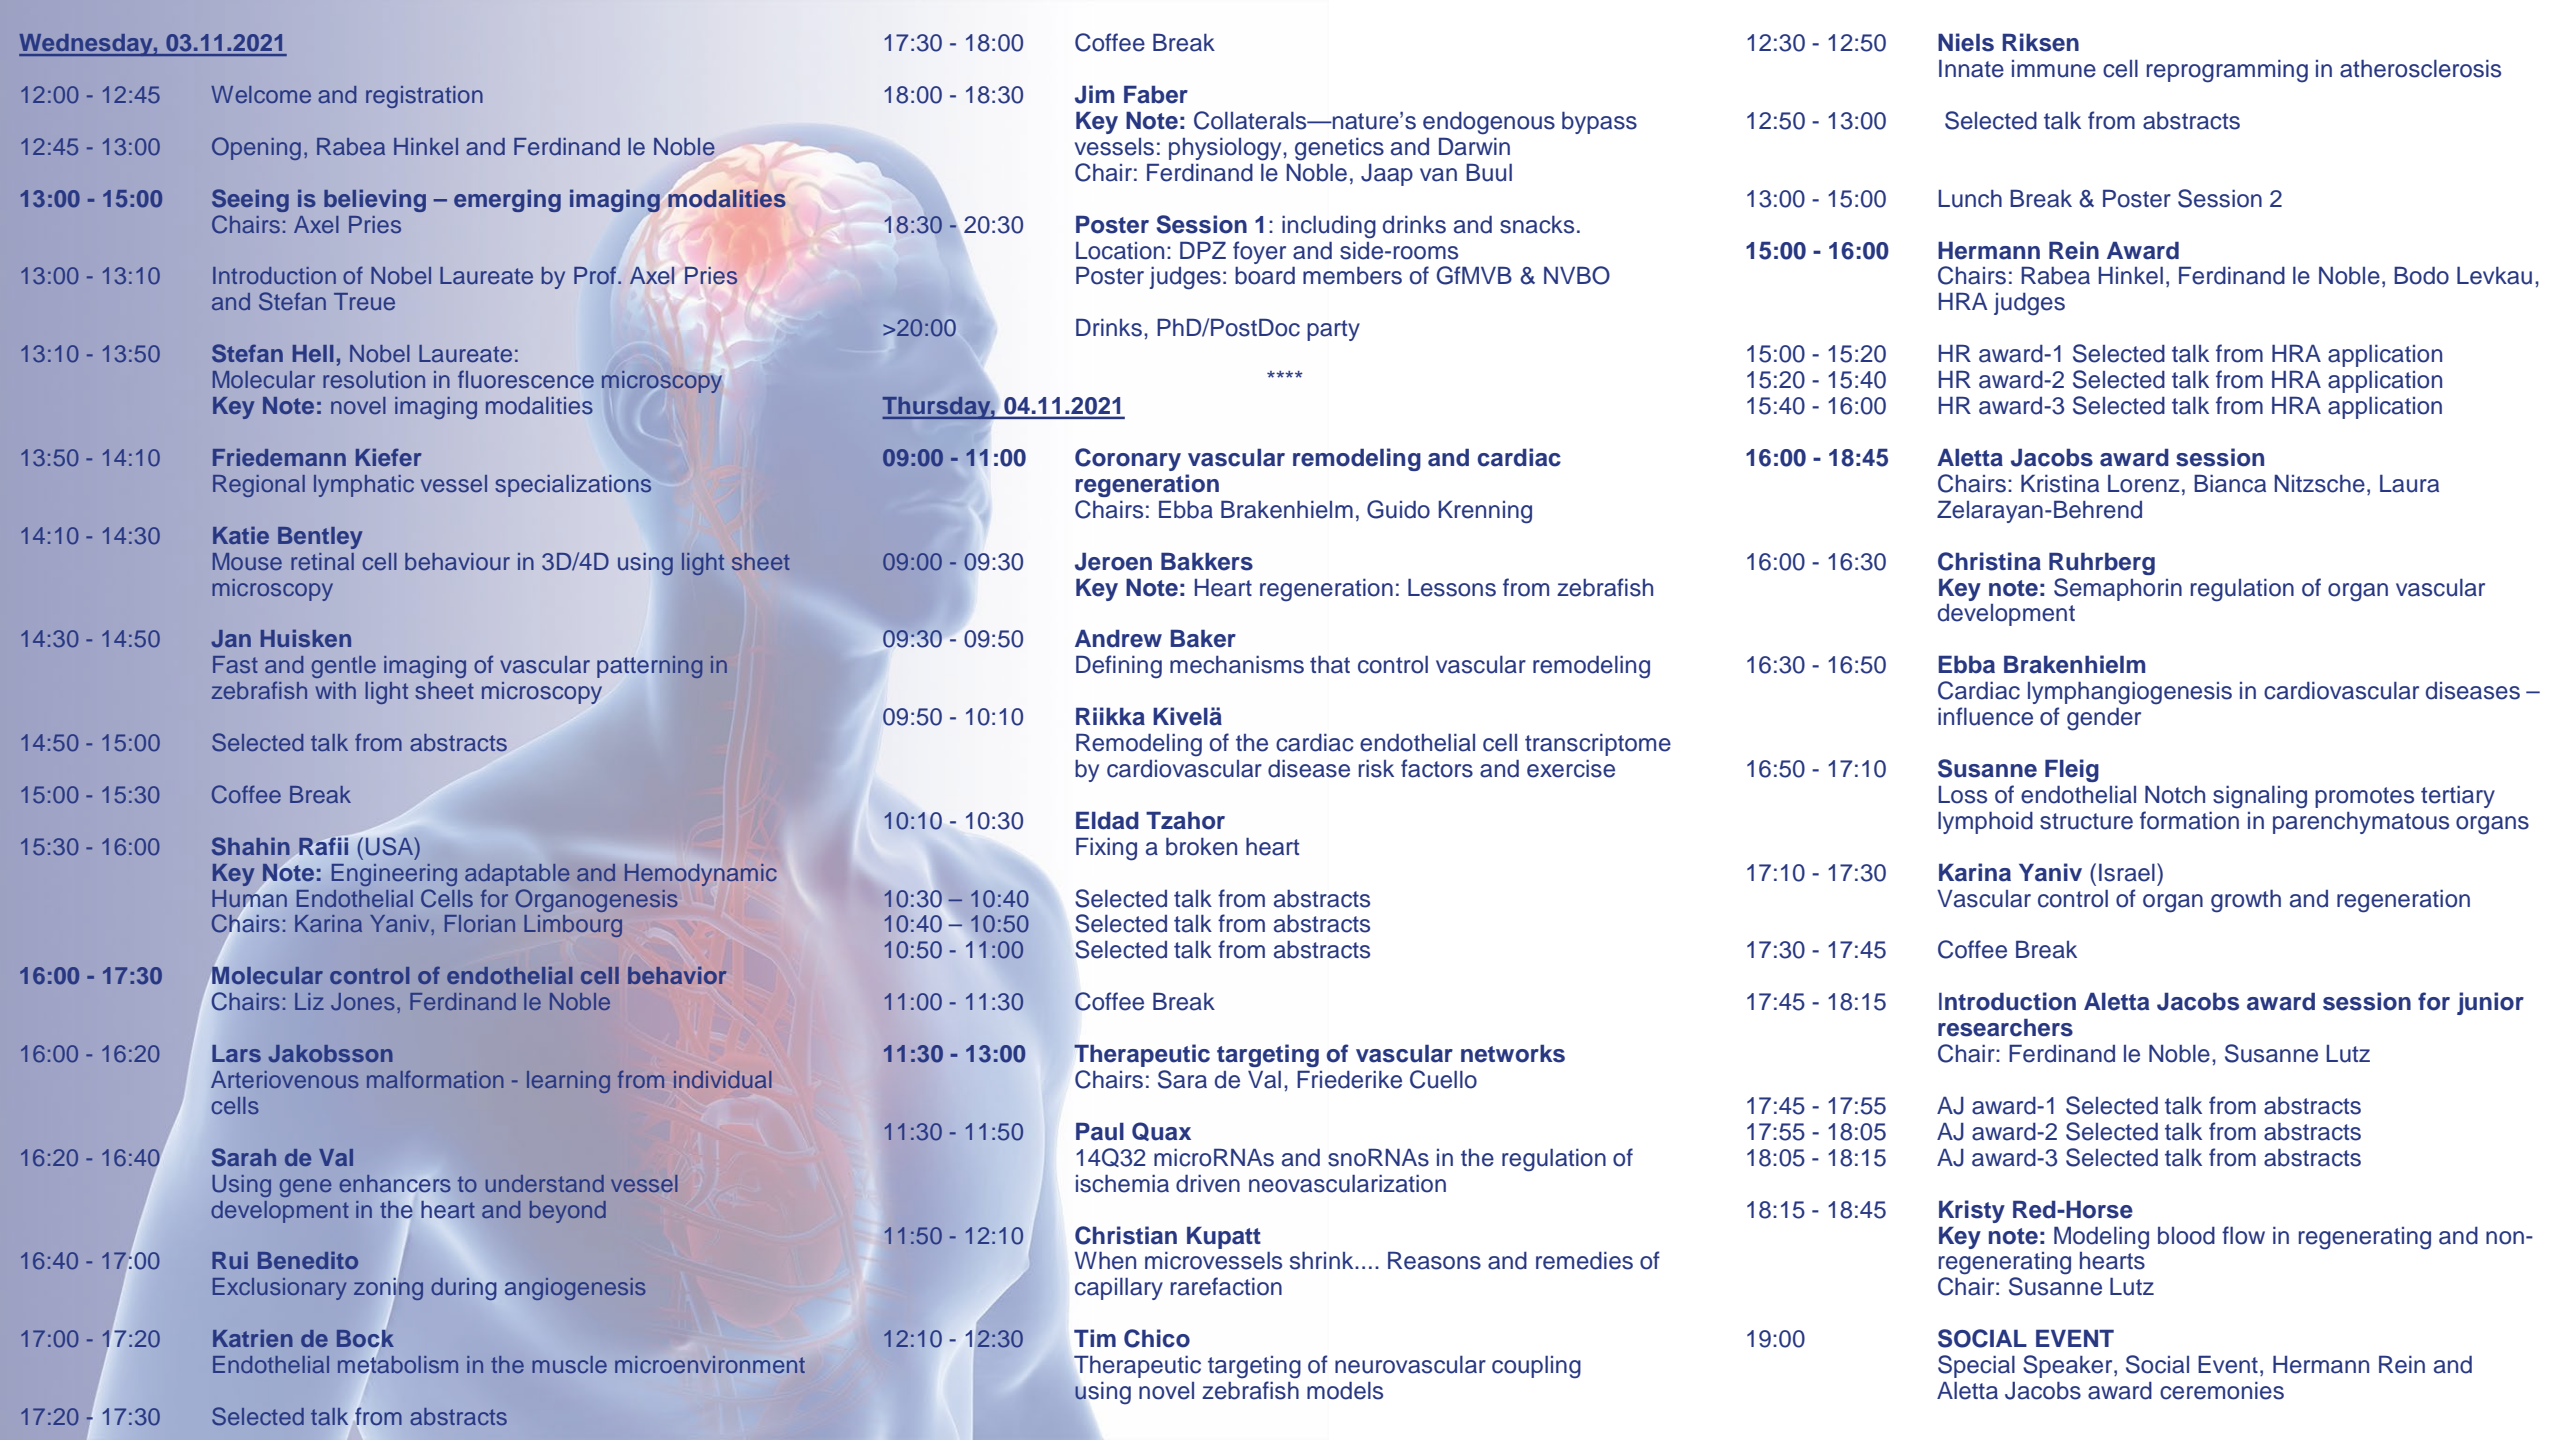 Wednesday, 03.11.2021
12:00 - 12:45 Welcome and registration
12:45 - 13:00 Opening, Rabea Hinkel and Ferdinand le Noble
13:00 - 15:00 Seeing is believing – emerging imaging modalities
Chairs: Axel Pries
13:00 - 13:10 Introduction of Nobel Laureate by Prof. Axel Pries
and Stefan Treue
13:10 - 13:50 Stefan Hell, Nobel Laureate:
Molecular resolution in fluorescence microscopy
Key Note: novel imaging modalities
13:50 - 14:10 Friedemann Kiefer
Regional lymphatic vessel specializations
14:10 - 14:30 Katie Bentley
Mouse retinal cell behaviour in 3D/4D using light sheet
microscopy
14:30 - 14:50 Jan Huisken
Fast and gentle imaging of vascular patterning in
zebrafish with light sheet microscopy
14:50 - 15:00 Selected talk from abstracts
15:00 - 15:30 Coffee Break
15:30 - 16:00 Shahin Rafii (USA)
Key Note: Engineering adaptable and Hemodynamic
Human Endothelial Cells for Organogenesis
Chairs: Karina Yaniv, Florian Limbourg
16:00 - 17:30 Molecular control of endothelial cell behavior
Chairs: Liz Jones, Ferdinand le Noble
16:00 - 16:20 Lars Jakobsson
Arteriovenous malformation - learning from individual
cells
16:20 - 16:40 Sarah de Val
Using gene enhancers to understand vessel
development in the heart and beyond
16:40 - 17:00 Rui Benedito
Exclusionary zoning during angiogenesis
17:00 - 17:20 Katrien de Bock
Endothelial metabolism in the muscle microenvironment
17:20 - 17:30 Selected talk from abstracts
17:30 - 18:00 Coffee Break
18:00 - 18:30 Jim Faber
Key Note: Collaterals—nature’s endogenous bypass
vessels: physiology, genetics and Darwin
Chair: Ferdinand le Noble, Jaap van Buul
18:30 - 20:30 Poster Session 1: including drinks and snacks.
Location: DPZ foyer and side-rooms
Poster judges: board members of GfMVB & NVBO
>20:00 Drinks, PhD/PostDoc party
****
Thursday, 04.11.2021
09:00 - 11:00 Coronary vascular remodeling and cardiac
regeneration
Chairs: Ebba Brakenhielm, Guido Krenning
09:00 - 09:30 Jeroen Bakkers
Key Note: Heart regeneration: Lessons from zebrafish
09:30 - 09:50 Andrew Baker
Defining mechanisms that control vascular remodeling
09:50 - 10:10 Riikka Kivelä
Remodeling of the cardiac endothelial cell transcriptome
by cardiovascular disease risk factors and exercise
10:10 - 10:30 Eldad Tzahor
Fixing a broken heart
10:30 – 10:40 Selected talk from abstracts
10:40 – 10:50 Selected talk from abstracts
10:50 - 11:00 Selected talk from abstracts
11:00 - 11:30 Coffee Break
11:30 - 13:00 Therapeutic targeting of vascular networks
Chairs: Sara de Val, Friederike Cuello
11:30 - 11:50 Paul Quax
14Q32 microRNAs and snoRNAs in the regulation of
ischemia driven neovascularization
11:50 - 12:10 Christian Kupatt
When microvessels shrink.... Reasons and remedies of
capillary rarefaction
12:10 - 12:30 Tim Chico
Therapeutic targeting of neurovascular coupling
using novel zebrafish models
12:30 - 12:50 Niels Riksen
Innate immune cell reprogramming in atherosclerosis
12:50 - 13:00 Selected talk from abstracts
13:00 - 15:00 Lunch Break & Poster Session 2
15:00 - 16:00 Hermann Rein Award
Chairs: Rabea Hinkel, Ferdinand le Noble, Bodo Levkau,
HRA judges
15:00 - 15:20 HR award-1 Selected talk from HRA application
15:20 - 15:40 HR award-2 Selected talk from HRA application
15:40 - 16:00 HR award-3 Selected talk from HRA application
16:00 - 18:45 Aletta Jacobs award session
Chairs: Kristina Lorenz, Bianca Nitzsche, Laura
Zelarayan-Behrend
16:00 - 16:30 Christina Ruhrberg
Key note: Semaphorin regulation of organ vascular
development
16:30 - 16:50 Ebba Brakenhielm
Cardiac lymphangiogenesis in cardiovascular diseases –
influence of gender
16:50 - 17:10 Susanne Fleig
Loss of endothelial Notch signaling promotes tertiary
lymphoid structure formation in parenchymatous organs
17:10 - 17:30 Karina Yaniv (Israel)
Vascular control of organ growth and regeneration
17:30 - 17:45 Coffee Break
17:45 - 18:15 Introduction Aletta Jacobs award session for junior
researchers
Chair: Ferdinand le Noble, Susanne Lutz
17:45 - 17:55 AJ award-1 Selected talk from abstracts
17:55 - 18:05 AJ award-2 Selected talk from abstracts
18:05 - 18:15 AJ award-3 Selected talk from abstracts
18:15 - 18:45 Kristy Red-Horse
Key note: Modeling blood flow in regenerating and non-
regenerating hearts
Chair: Susanne Lutz
19:00 SOCIAL EVENT
Special Speaker, Social Event, Hermann Rein and
Aletta Jacobs award ceremonies